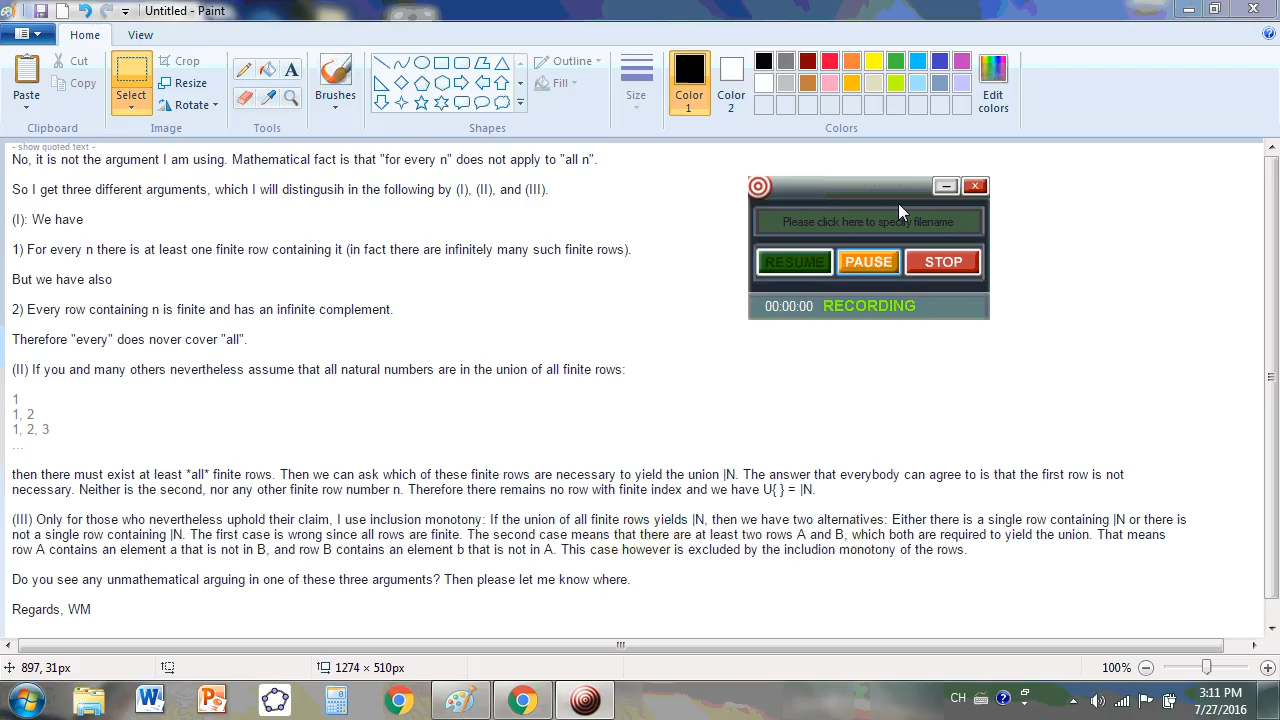 Untitled - Paint
Home
View
Paste
Cut
Copy
Clipboard
Select
Crop
Resize
Rotate
Image
Tools
Brushes
Shapes
Outline
Fill
Size
Color 1
Color 2
Edit colors
Colors
- show quoted text -
No, it is not the argument I am using. Mathematical fact is that "for every n" does not apply to "all n".
So I get three different arguments, which I will distingusih in the following by (I), (II), and (III).
(I): We have
1) For every n there is at least one finite row containing it (in fact there are infinitely many such finite rows).
But we have also
2) Every row containing n is finite and has an infinite complement.
Therefore "every" does nover cover "all".
(II) If you and many others nevertheless assume that all natural numbers are in the union of all finite rows:
1
1, 2
1, 2, 3
...
then there must exist at least *all* finite rows. Then we can ask which of these finite rows are necessary to yield the union |N. The answer that everybody can agree to is that the first row is not
necessary. Neither is the second, nor any other finite row number n. Therefore there remains no row with finite index and we have U{ } = |N.
(III) Only for those who nevertheless uphold their claim, I use inclusion monotony: If the union of all finite rows yields |N, then we have two alternatives: Either there is a single row containing |N or there is
not a single row containing |N. The first case is wrong since all rows are finite. The second case means that there are at least two rows A and B, which both are required to yield the union. That means
row A contains an element a that is not in B, and row B contains an element b that is not in A. This case however is excluded by the includion monotony of the rows.
Do you see any unmathematical arguing in one of these three arguments? Then please let me know where.
Regards, WM
Please click here to specify filename
RESUME
PAUSE
STOP
00:00:00 RECORDING
897, 31px
1274 × 510px
100%
CH
3:11 PM
7/27/2016